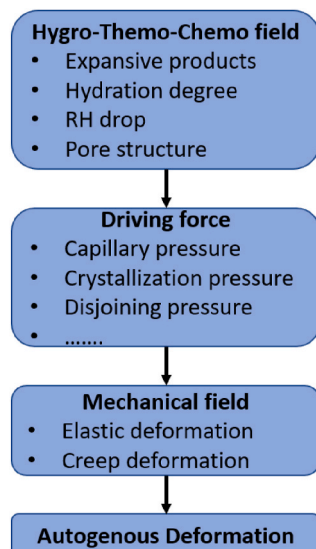 Hygro-Themo-Chemo field
• Expansive products
• Hydration degree
• RH drop
• Pore structure
Driving force
• Capillary pressure
• Crystallization pressure
• Disjoining pressure
• .......
Mechanical field
• Elastic deformation
• Creep deformation
Autogenous Deformation